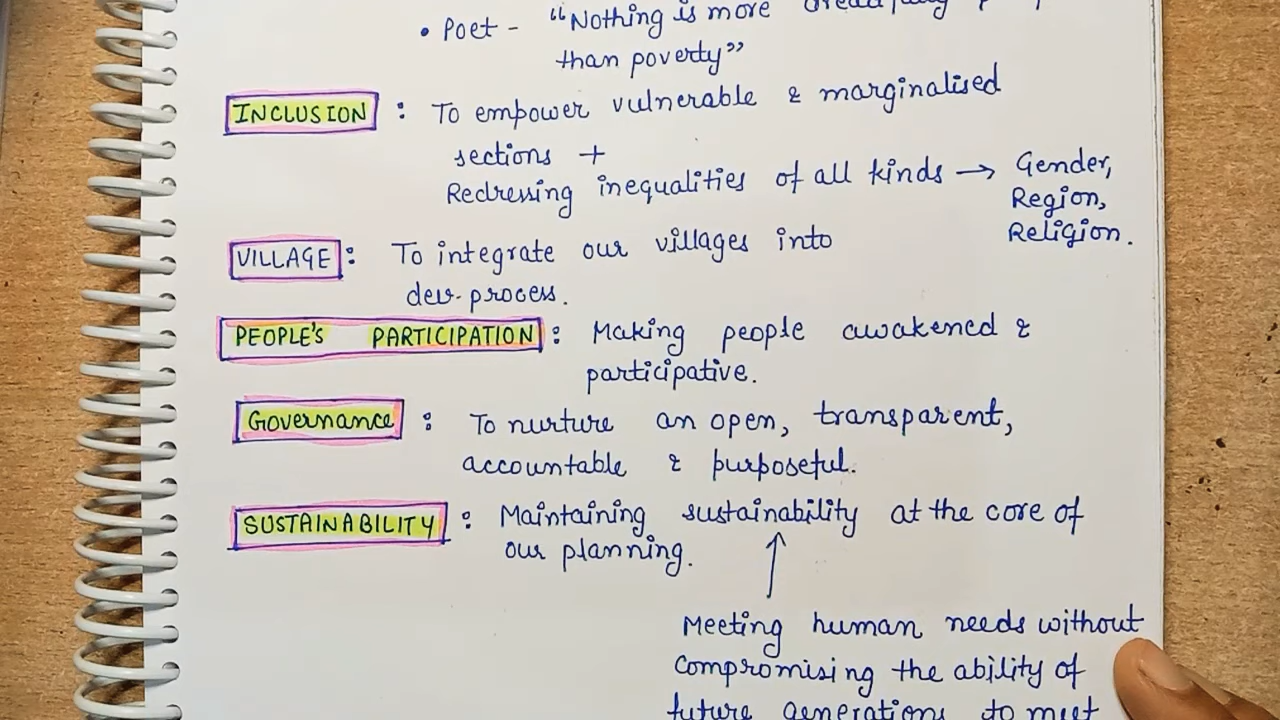 • Poet - "Nothing is more
than poverty"
INCLUSION : To empower vulnerable & marginalised
sections +
Redressing inequalities of all kinds → Gender,
Region,
Religion.
VILLAGE : To integrate our villages into
dev. process.
PEOPLE'S PARTICIPATION : Making people awakened &
participative.
Governance : To nurture an open, transparent,
accountable & purposeful.
SUSTAINABILITY : Maintaining sustainability at the core of
our planning.
↑
Meeting human needs without
compromising the ability of
future generations to meet